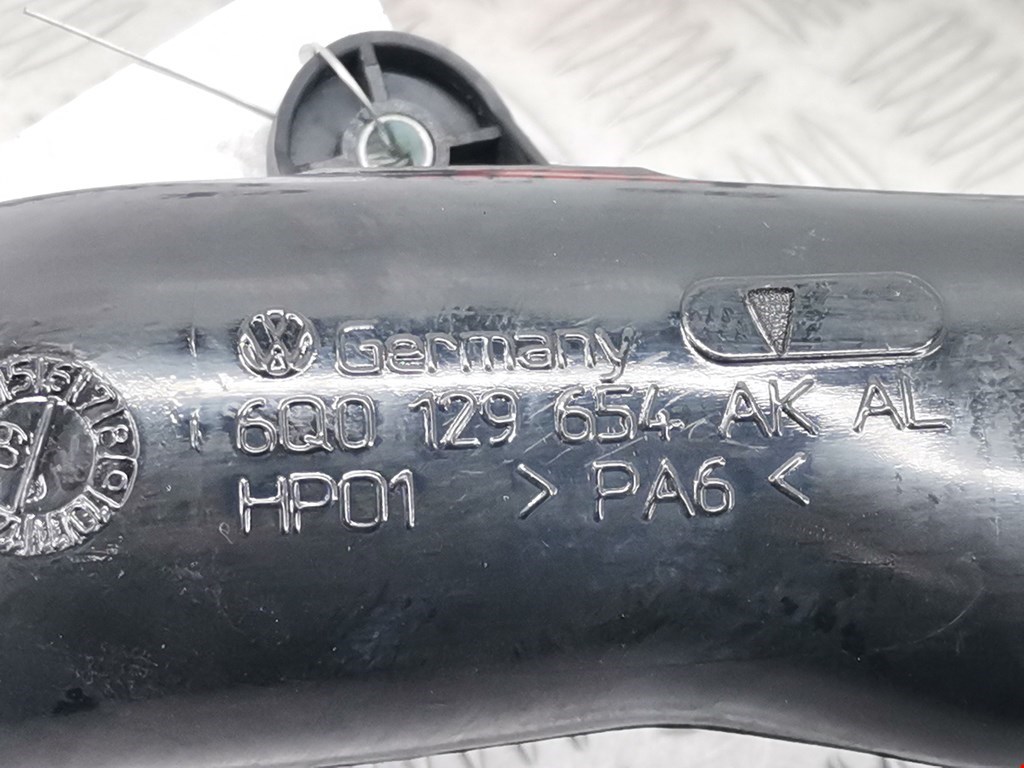 Germany
6Q0 129 654 AK AL
HP01 > PA6 <